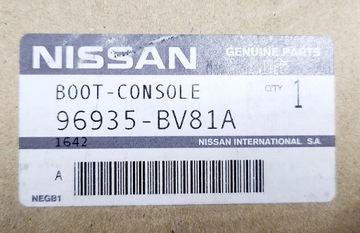 NISSAN GENUINE PARTS
BOOT-CONSOLE QTY 1
96935-BV81A
1642 NISSAN INTERNATIONAL S.A.
A
NEGB1